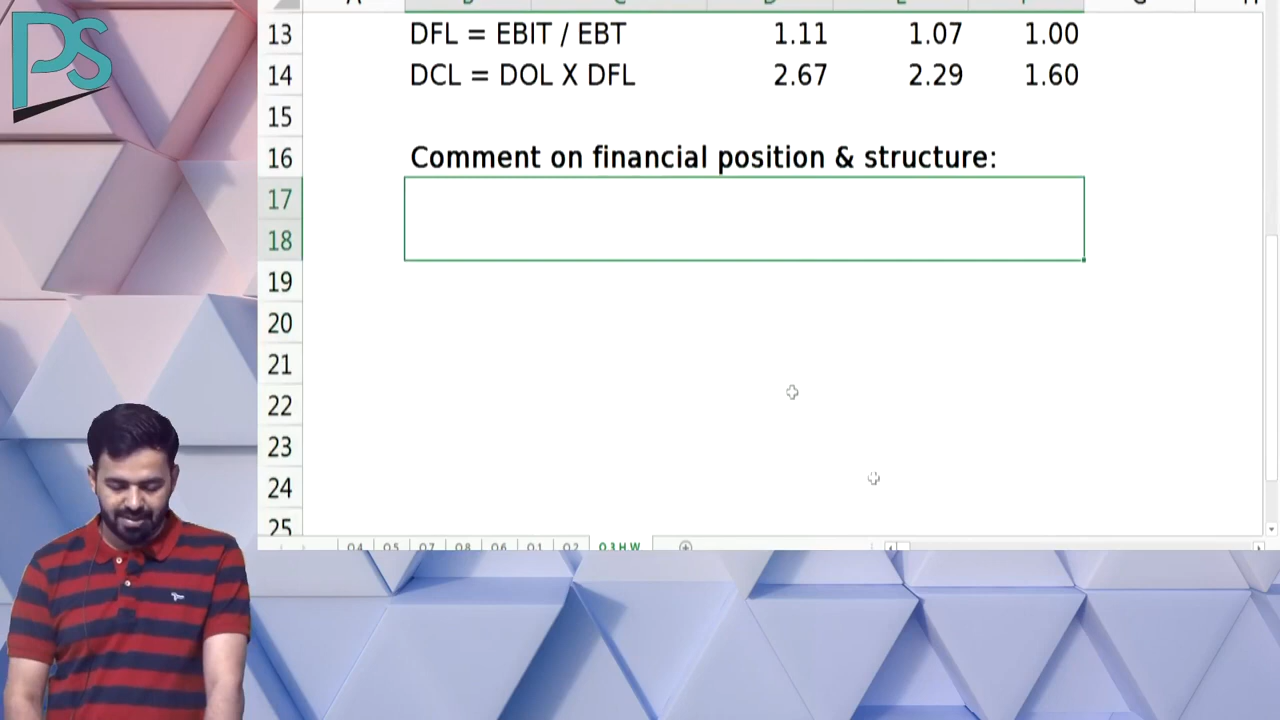 PS
13 DFL = EBIT / EBT 1.11 1.07 1.00
14 DCL = DOL X DFL 2.67 2.29 1.60
15
16 Comment on financial position & structure:
17
18
19
20
21
22
23
24
25
Q 3 H W